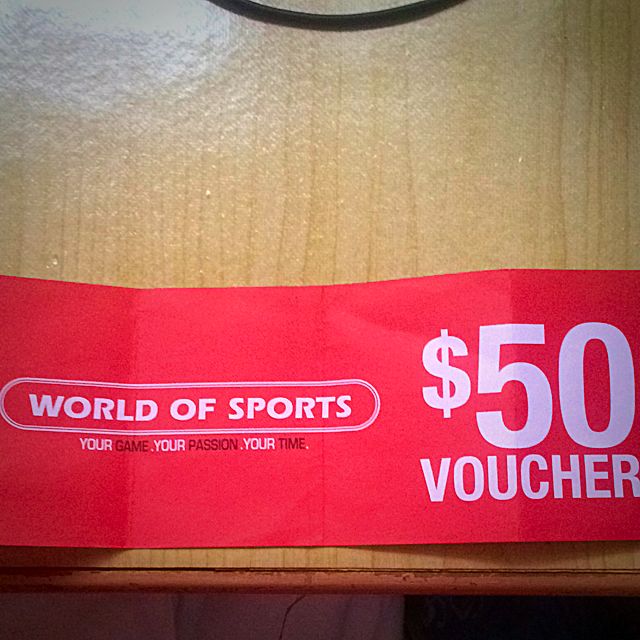 WORLD OF SPORTS
YOUR GAME.YOUR PASSION.YOUR TIME.
$50
VOUCHER